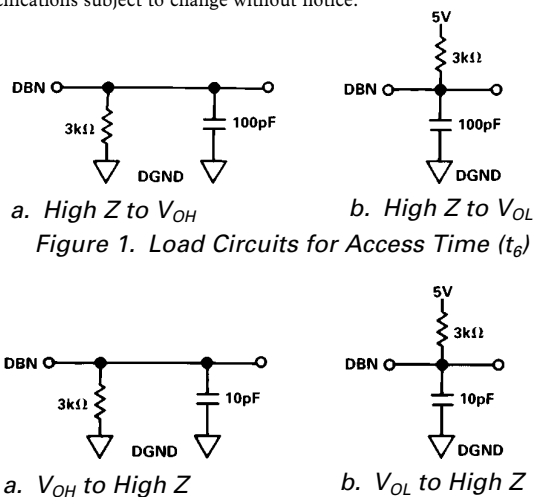 cifications subject to change without notice.
5V
3kΩ
DBN
DBN
3kΩ
100pF
100pF
DGND
DGND
a. High Z to VOH
b. High Z to VOL
Figure 1. Load Circuits for Access Time (t6)
5V
3kΩ
DBN
DBN
3kΩ
10pF
10pF
DGND
DGND
a. VOH to High Z
b. VOL to High Z